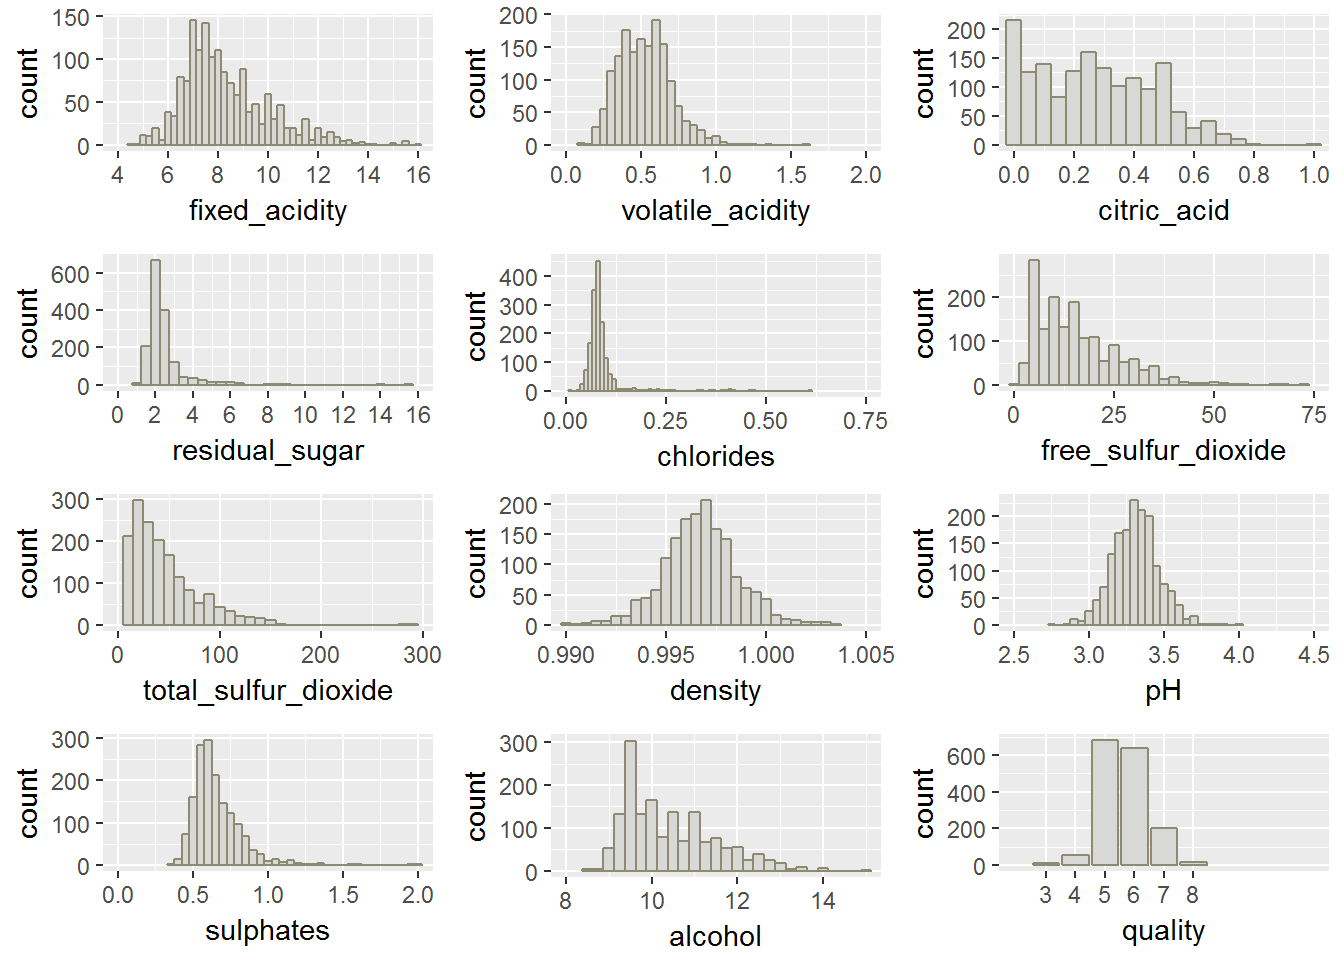 count
150
100
50
0
4 6 8 10 12 14 16
fixed_acidity
count
200
150
100
50
0
0.0 0.5 1.0 1.5 2.0
volatile_acidity
count
200
150
100
50
0
0.0 0.2 0.4 0.6 0.8 1.0
citric_acid
count
600
400
200
0
0 2 4 6 8 10 12 14 16
residual_sugar
count
400
300
200
100
0
0.00 0.25 0.50 0.75
chlorides
count
200
100
0
0 25 50 75
free_sulfur_dioxide
count
300
200
100
0
0 100 200 300
total_sulfur_dioxide
count
200
150
100
50
0
0.990 0.995 1.000 1.005
density
count
200
150
100
50
0
2.5 3.0 3.5 4.0 4.5
pH
count
300
200
100
0
0.0 0.5 1.0 1.5 2.0
sulphates
count
300
200
100
0
8 10 12 14
alcohol
count
600
400
200
0
3 4 5 6 7 8
quality